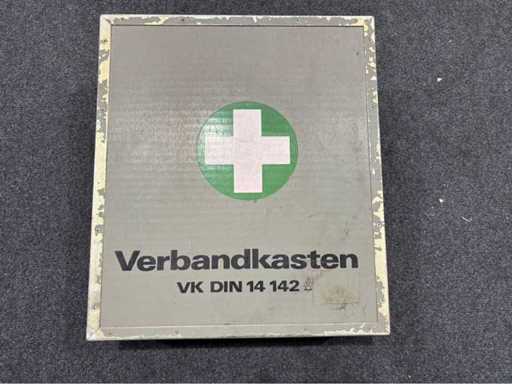 Verbandkasten
VK DIN 14 142